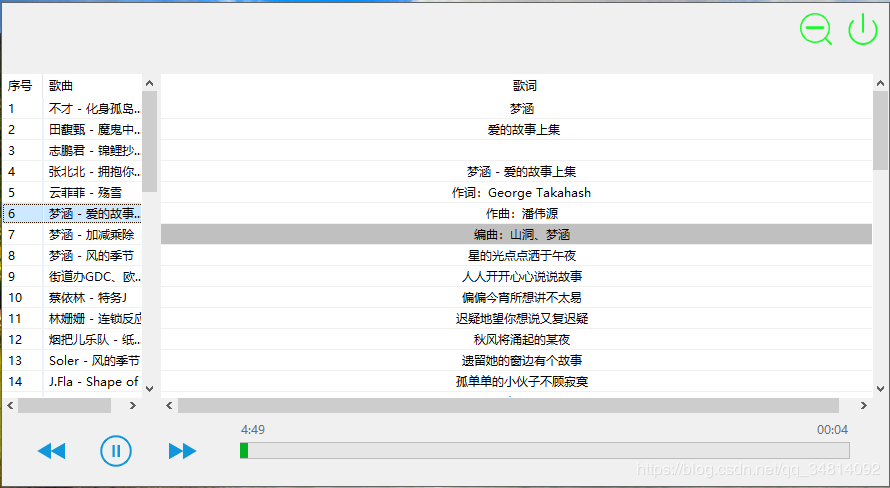 序号 歌曲
1 不才 - 化身孤岛...
2 田馥甄 - 魔鬼中...
3 志鹏君 - 锦鲤抄...
4 张北北 - 拥抱你...
5 云菲菲 - 殇雪
6 梦涵 - 爱的故事...
7 梦涵 - 加减乘除
8 梦涵 - 风的季节
9 街道办GDC、欧...
10 蔡依林 - 特务J
11 林姗姗 - 连锁反应
12 烟把儿乐队 - 纸...
13 Soler - 风的季节
14 J.Fla - Shape of
歌词
梦涵
爱的故事上集
梦涵 - 爱的故事上集
作词：George Takahash
作曲：潘伟源
编曲：山洞、梦涵
星的光点点洒于午夜
人人开开心心说说故事
偏偏今宵所想讲不太易
迟疑地望你想说又复迟疑
秋风将涌起的某夜
遗留她的窗边有个故事
孤单单的小伙子不顾寂寞
4:49 00:04
https://blog.csdn.net/qq_34814092